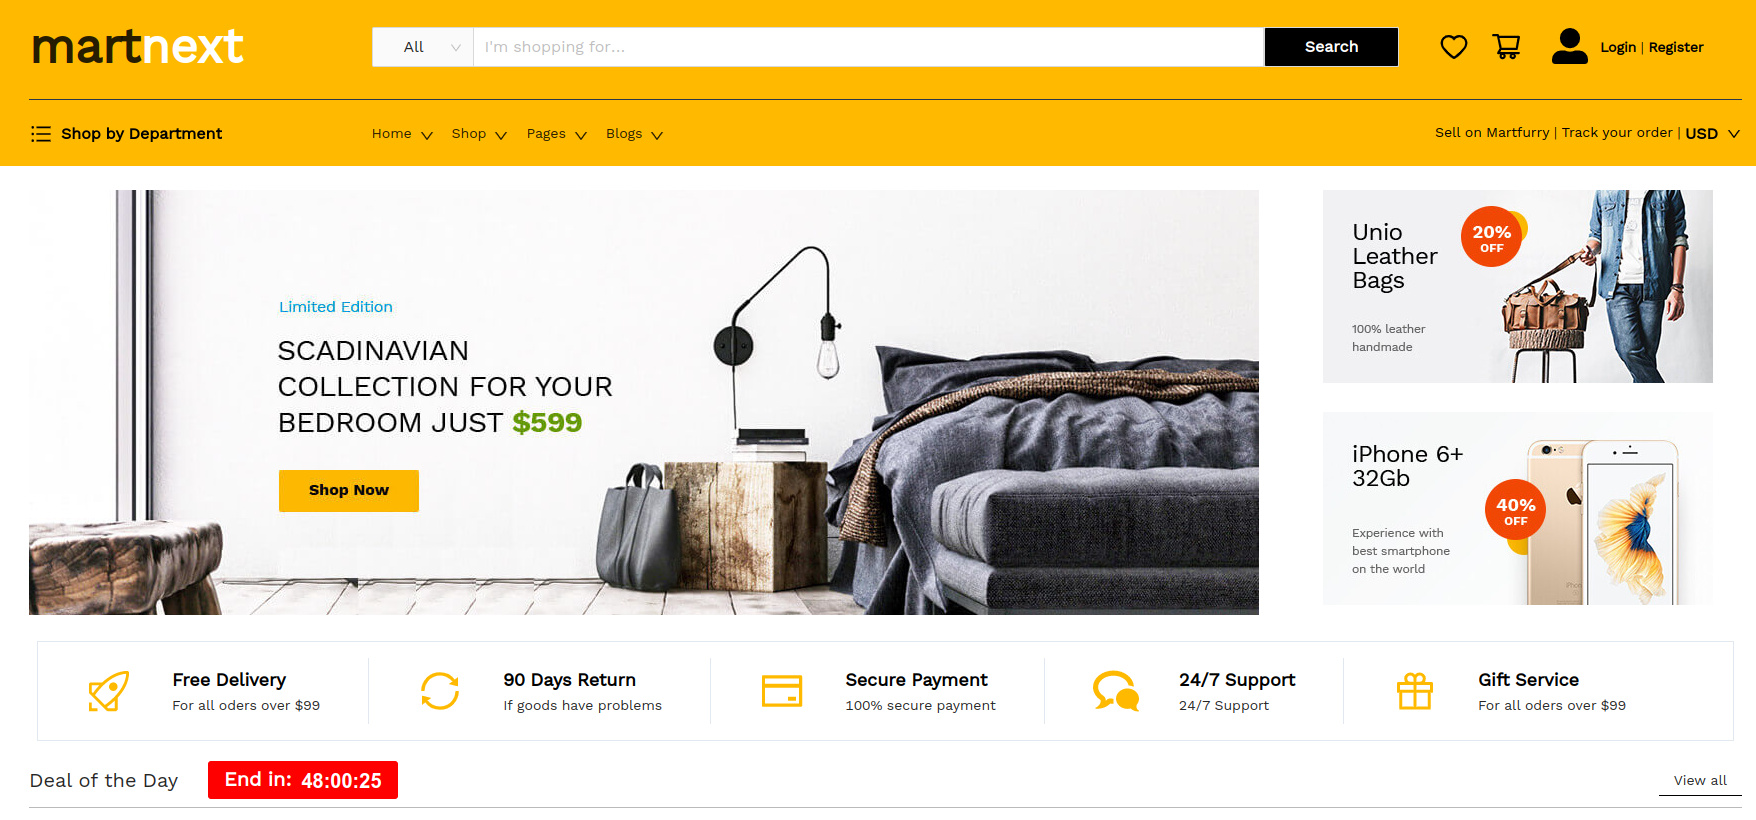 martnext
All
I'm shopping for...
Search
Login | Register
Shop by Department
Home
Shop
Pages
Blogs
Sell on Martfurry | Track your order | USD
Limited Edition
SCADINAVIAN
COLLECTION FOR YOUR
BEDROOM JUST $599
Shop Now
Unio
Leather
Bags
20%
OFF
100% leather
handmade
iPhone 6+
32Gb
40%
OFF
Experience with
best smartphone
on the world
Free Delivery
For all oders over $99
90 Days Return
If goods have problems
Secure Payment
100% secure payment
24/7 Support
24/7 Support
Gift Service
For all oders over $99
Deal of the Day
End in: 48:00:25
View all